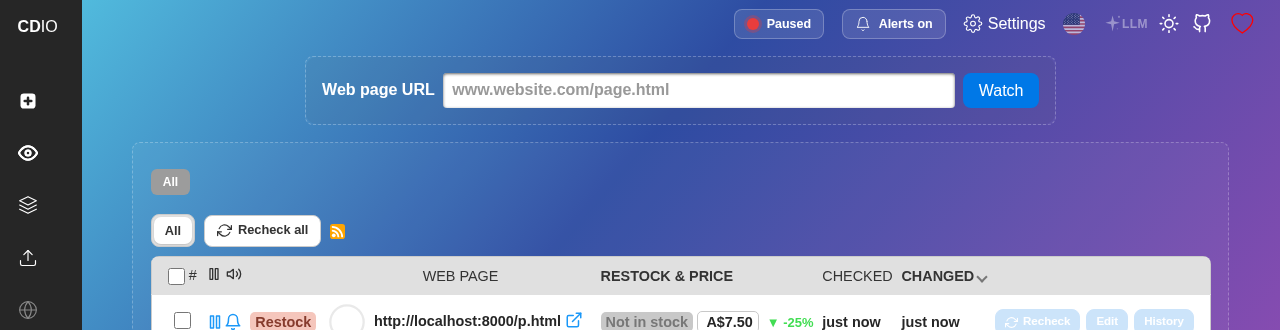 CDIO
Paused
Alerts on
Settings
LLM
Web page URL
www.website.com/page.html
Watch
All
All
Recheck all
# WEB PAGE RESTOCK & PRICE CHECKED CHANGED
Restock http://localhost:8000/p.html Not in stock A$7.50 ▼ -25% just now just now Recheck Edit History